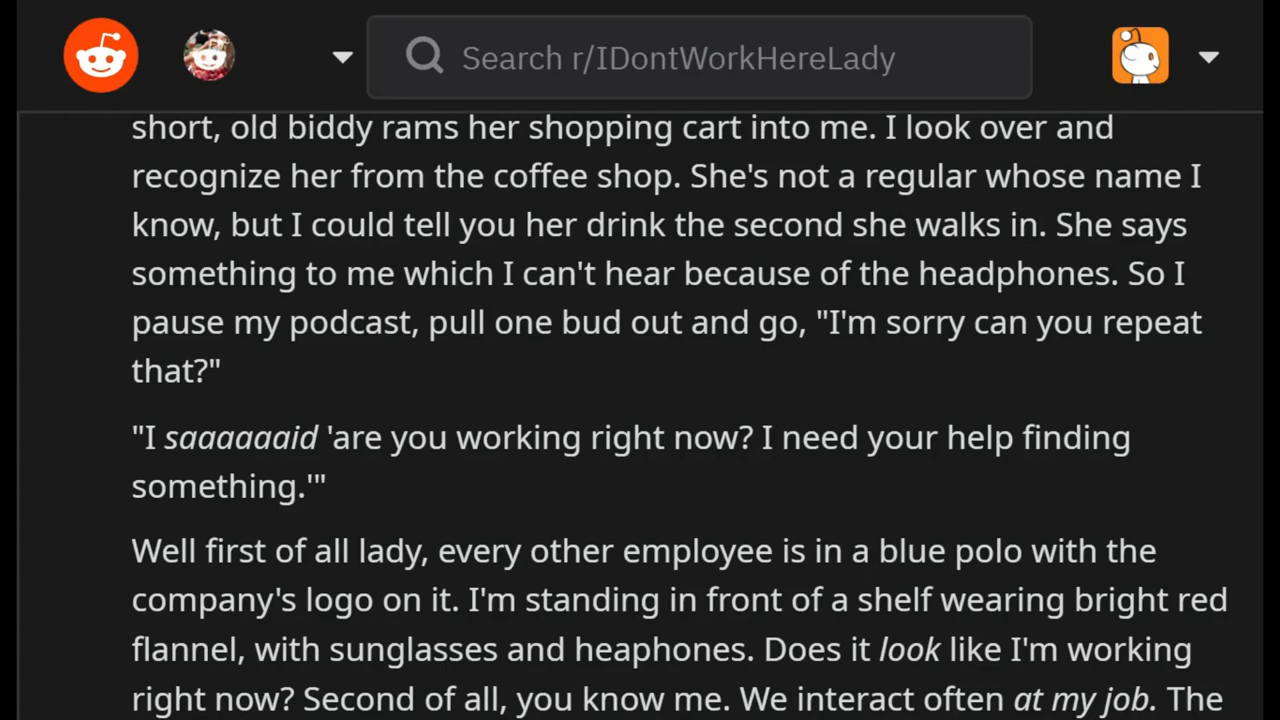 Search r/IDontWorkHereLady
short, old biddy rams her shopping cart into me. I look over and
recognize her from the coffee shop. She's not a regular whose name I
know, but I could tell you her drink the second she walks in. She says
something to me which I can't hear because of the headphones. So I
pause my podcast, pull one bud out and go, "I'm sorry can you repeat
that?"
"I saaaaaaid 'are you working right now? I need your help finding
something.'"
Well first of all lady, every other employee is in a blue polo with the
company's logo on it. I'm standing in front of a shelf wearing bright red
flannel, with sunglasses and heaphones. Does it look like I'm working
right now? Second of all, you know me. We interact often at my job. The